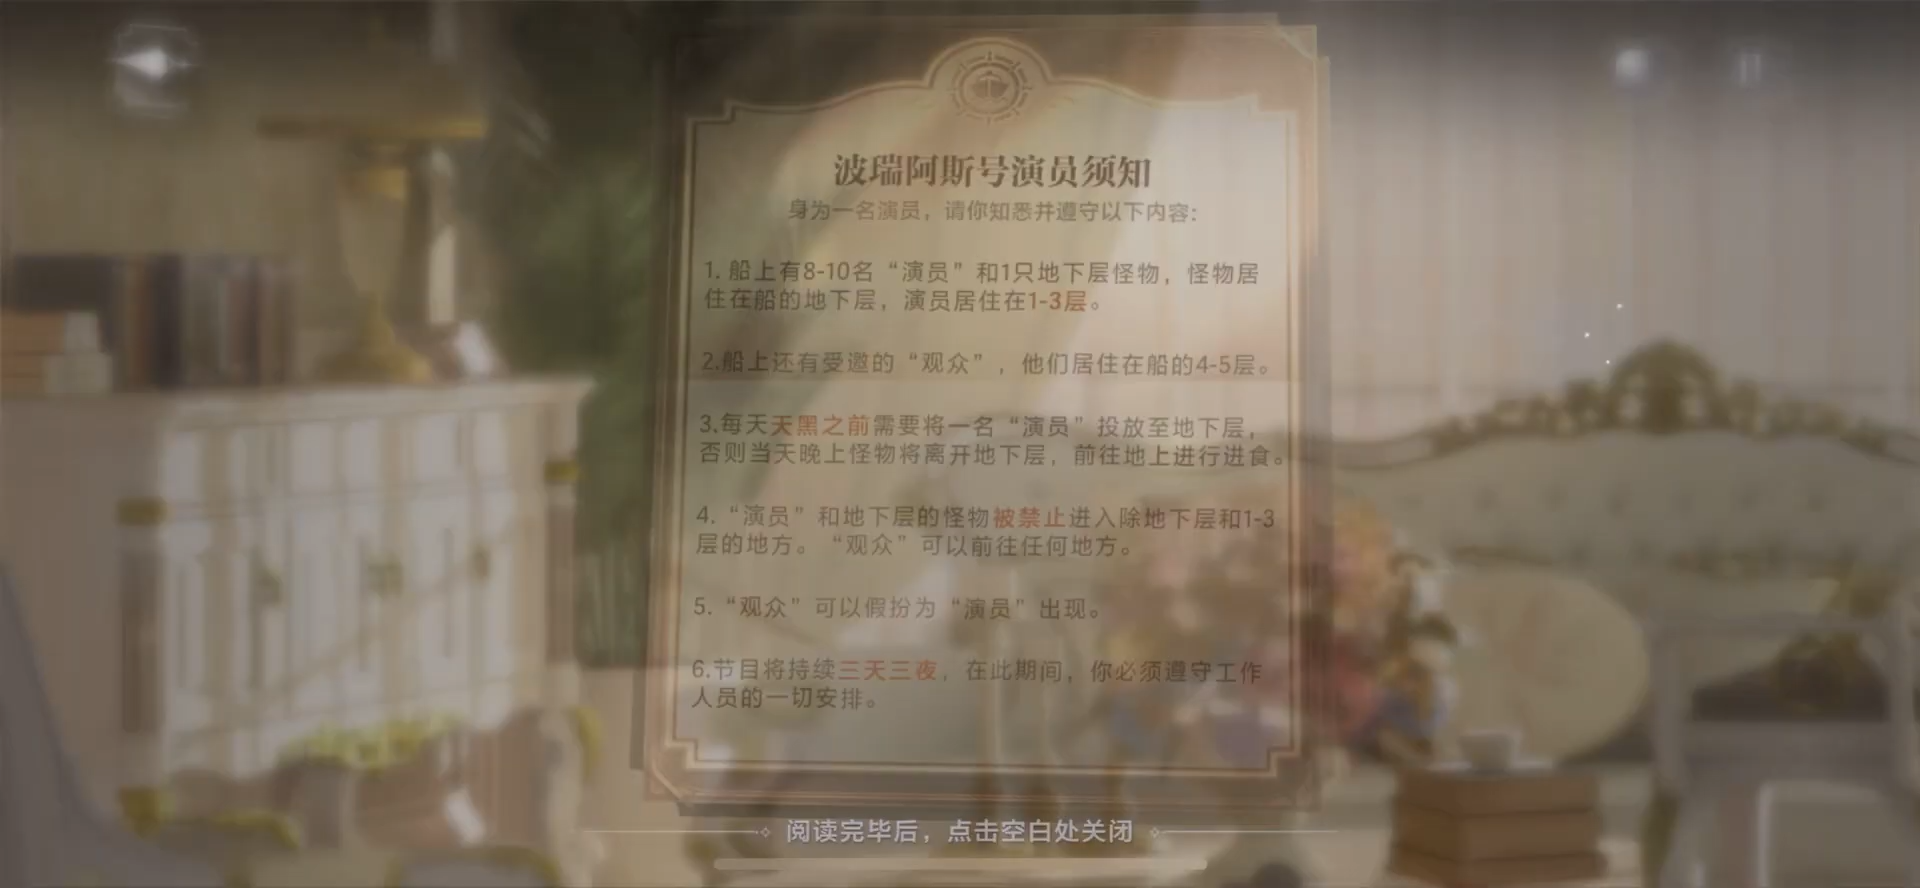 波瑞阿斯号演员须知
身为一名演员，请你知悉并遵守以下内容：
1. 船上有8-10名“演员”和1只地下层怪物，怪物居
住在船的地下层，演员居住在1-3层。
2.船上还有受邀的“观众”，他们居住在船的4-5层。
3.每天天黑之前需要将一名“演员”投放至地下层，
否则当天晚上怪物将离开地下层，前往地上进行进食。
4.“演员”和地下层的怪物被禁止进入除地下层和1-3
层的地方。“观众”可以前往任何地方。
5.“观众”可以假扮为“演员”出现。
6.节目将持续三天三夜，在此期间，你必须遵守工作
人员的一切安排。
阅读完毕后，点击空白处关闭